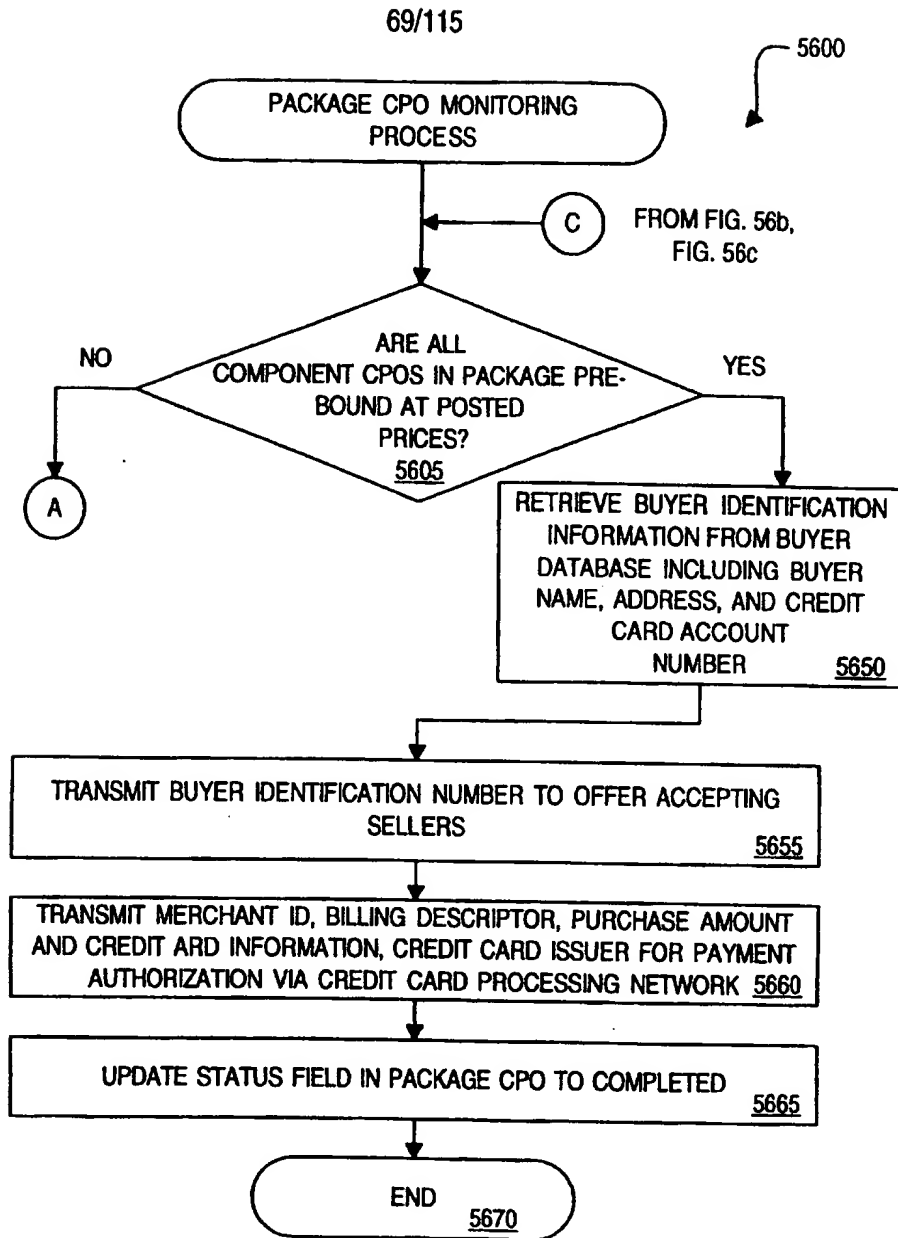 69/115
5600
PACKAGE CPO MONITORING
PROCESS
C
FROM FIG. 56b,
FIG. 56c
NO
ARE ALL
COMPONENT CPOS IN PACKAGE PRE-
BOUND AT POSTED
PRICES?
5605
YES
A
RETRIEVE BUYER IDENTIFICATION
INFORMATION FROM BUYER
DATABASE INCLUDING BUYER
NAME, ADDRESS, AND CREDIT
CARD ACCOUNT
NUMBER 5650
TRANSMIT BUYER IDENTIFICATION NUMBER TO OFFER ACCEPTING
SELLERS 5655
TRANSMIT MERCHANT ID, BILLING DESCRIPTOR, PURCHASE AMOUNT
AND CREDIT ARD INFORMATION, CREDIT CARD ISSUER FOR PAYMENT
AUTHORIZATION VIA CREDIT CARD PROCESSING NETWORK 5660
UPDATE STATUS FIELD IN PACKAGE CPO TO COMPLETED
5665
END
5670